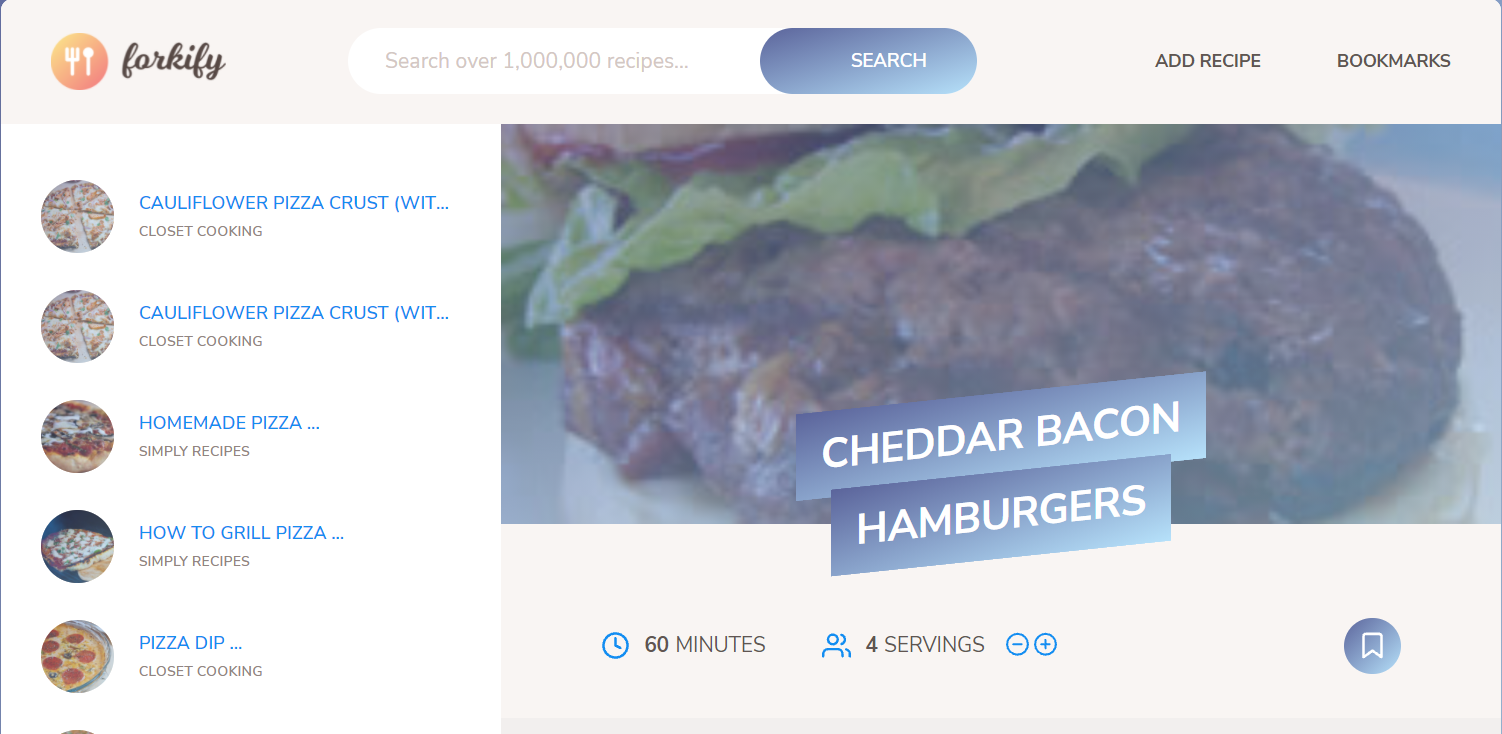 forkify
Search over 1,000,000 recipes...
SEARCH
ADD RECIPE
BOOKMARKS
CAULIFLOWER PIZZA CRUST (WIT...
CLOSET COOKING
CAULIFLOWER PIZZA CRUST (WIT...
CLOSET COOKING
HOMEMADE PIZZA ...
SIMPLY RECIPES
HOW TO GRILL PIZZA ...
SIMPLY RECIPES
PIZZA DIP ...
CLOSET COOKING
CHEDDAR BACON
HAMBURGERS
60 MINUTES
4 SERVINGS